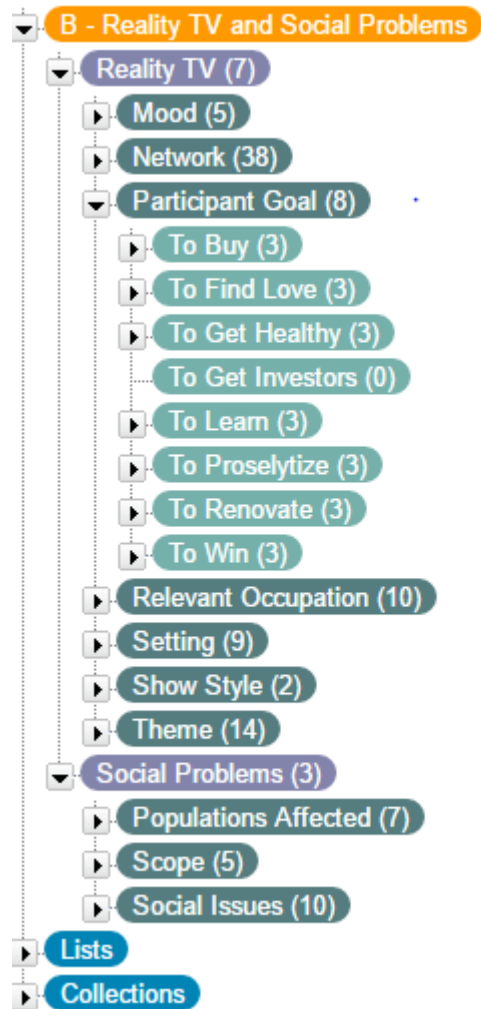 B - Reality TV and Social Problems
Reality TV (7)
Mood (5)
Network (38)
Participant Goal (8)
To Buy (3)
To Find Love (3)
To Get Healthy (3)
To Get Investors (0)
To Learn (3)
To Proselytize (3)
To Renovate (3)
To Win (3)
Relevant Occupation (10)
Setting (9)
Show Style (2)
Theme (14)
Social Problems (3)
Populations Affected (7)
Scope (5)
Social Issues (10)
Lists
Collections